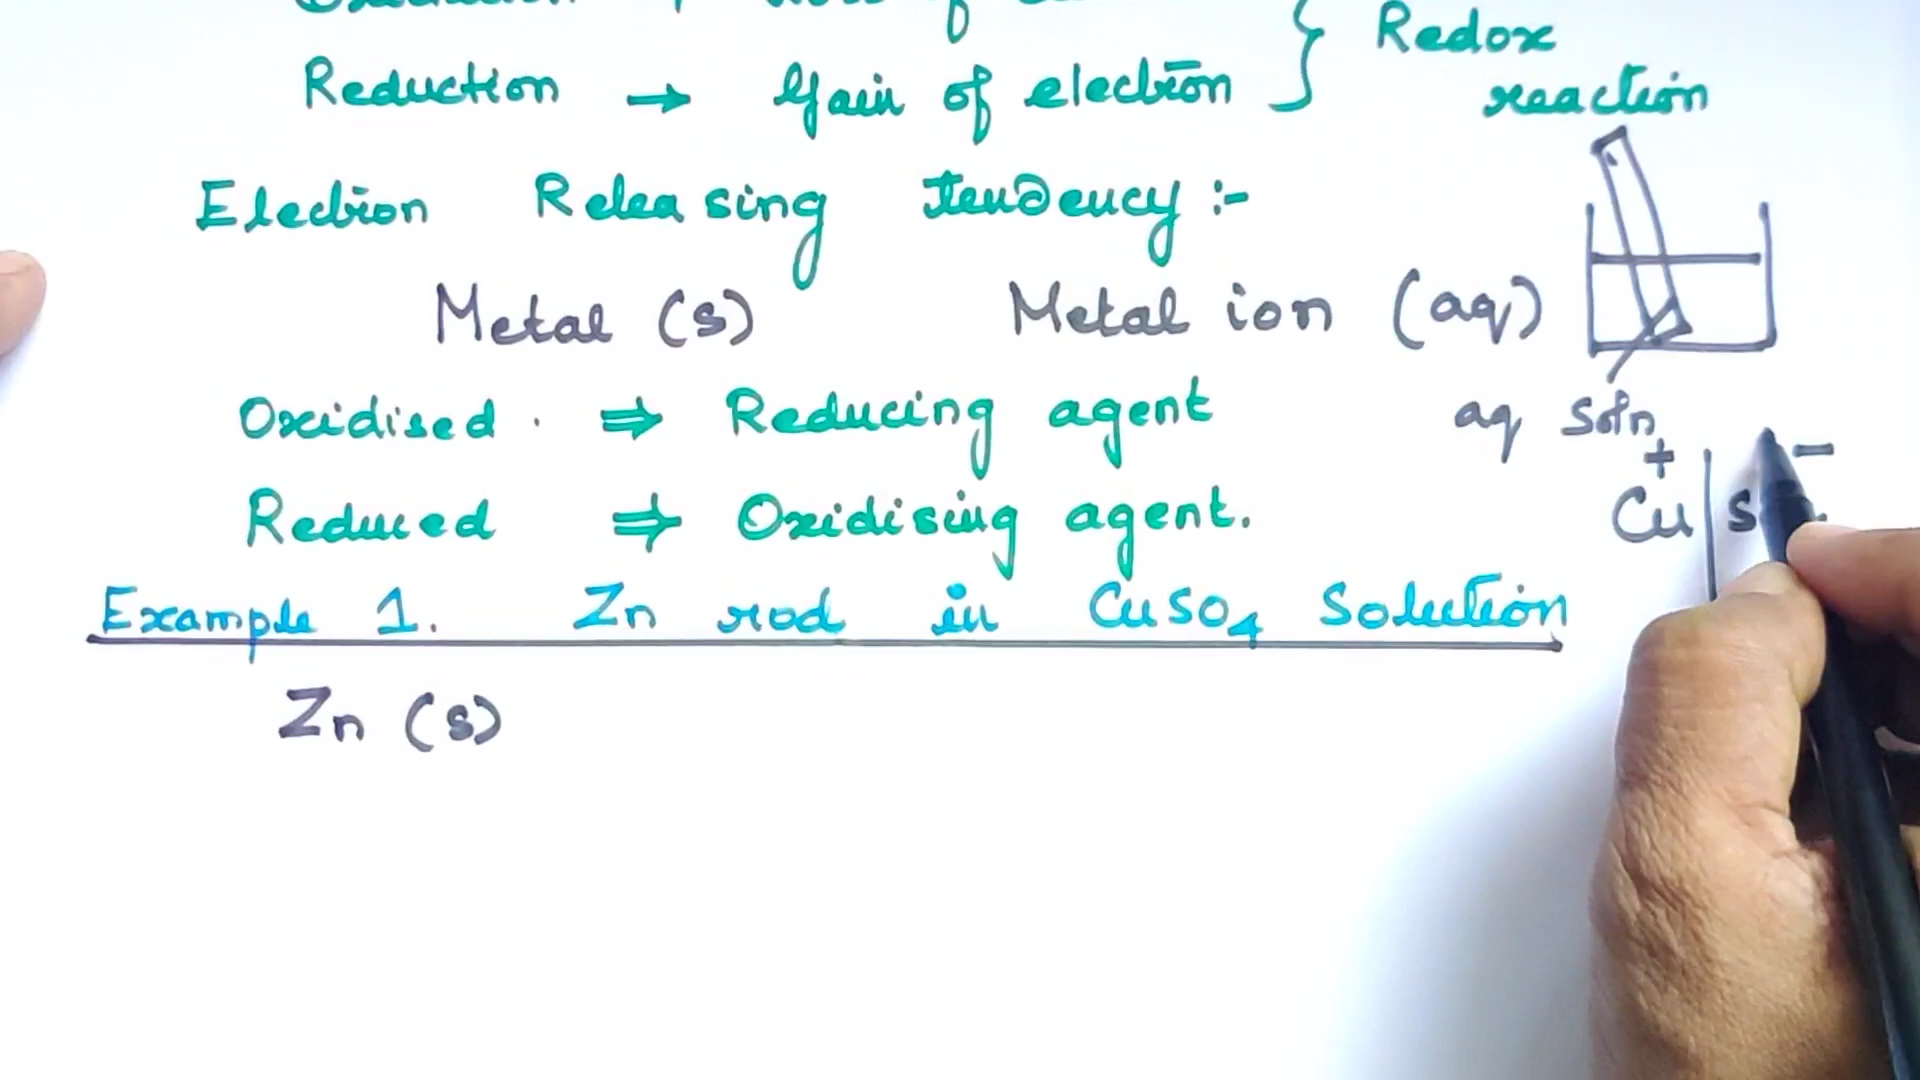 Reduction → Gain of electron } Redox
reaction
Electron Releasing tendency :-
Metal (s) Metal ion (aq)
Oxidised . ⇒ Reducing agent
aq Soln
Reduced ⇒ Oxidising agent.
+ -
Cu | S
Example 1. Zn rod in CuSO4 Solution
Zn (s)